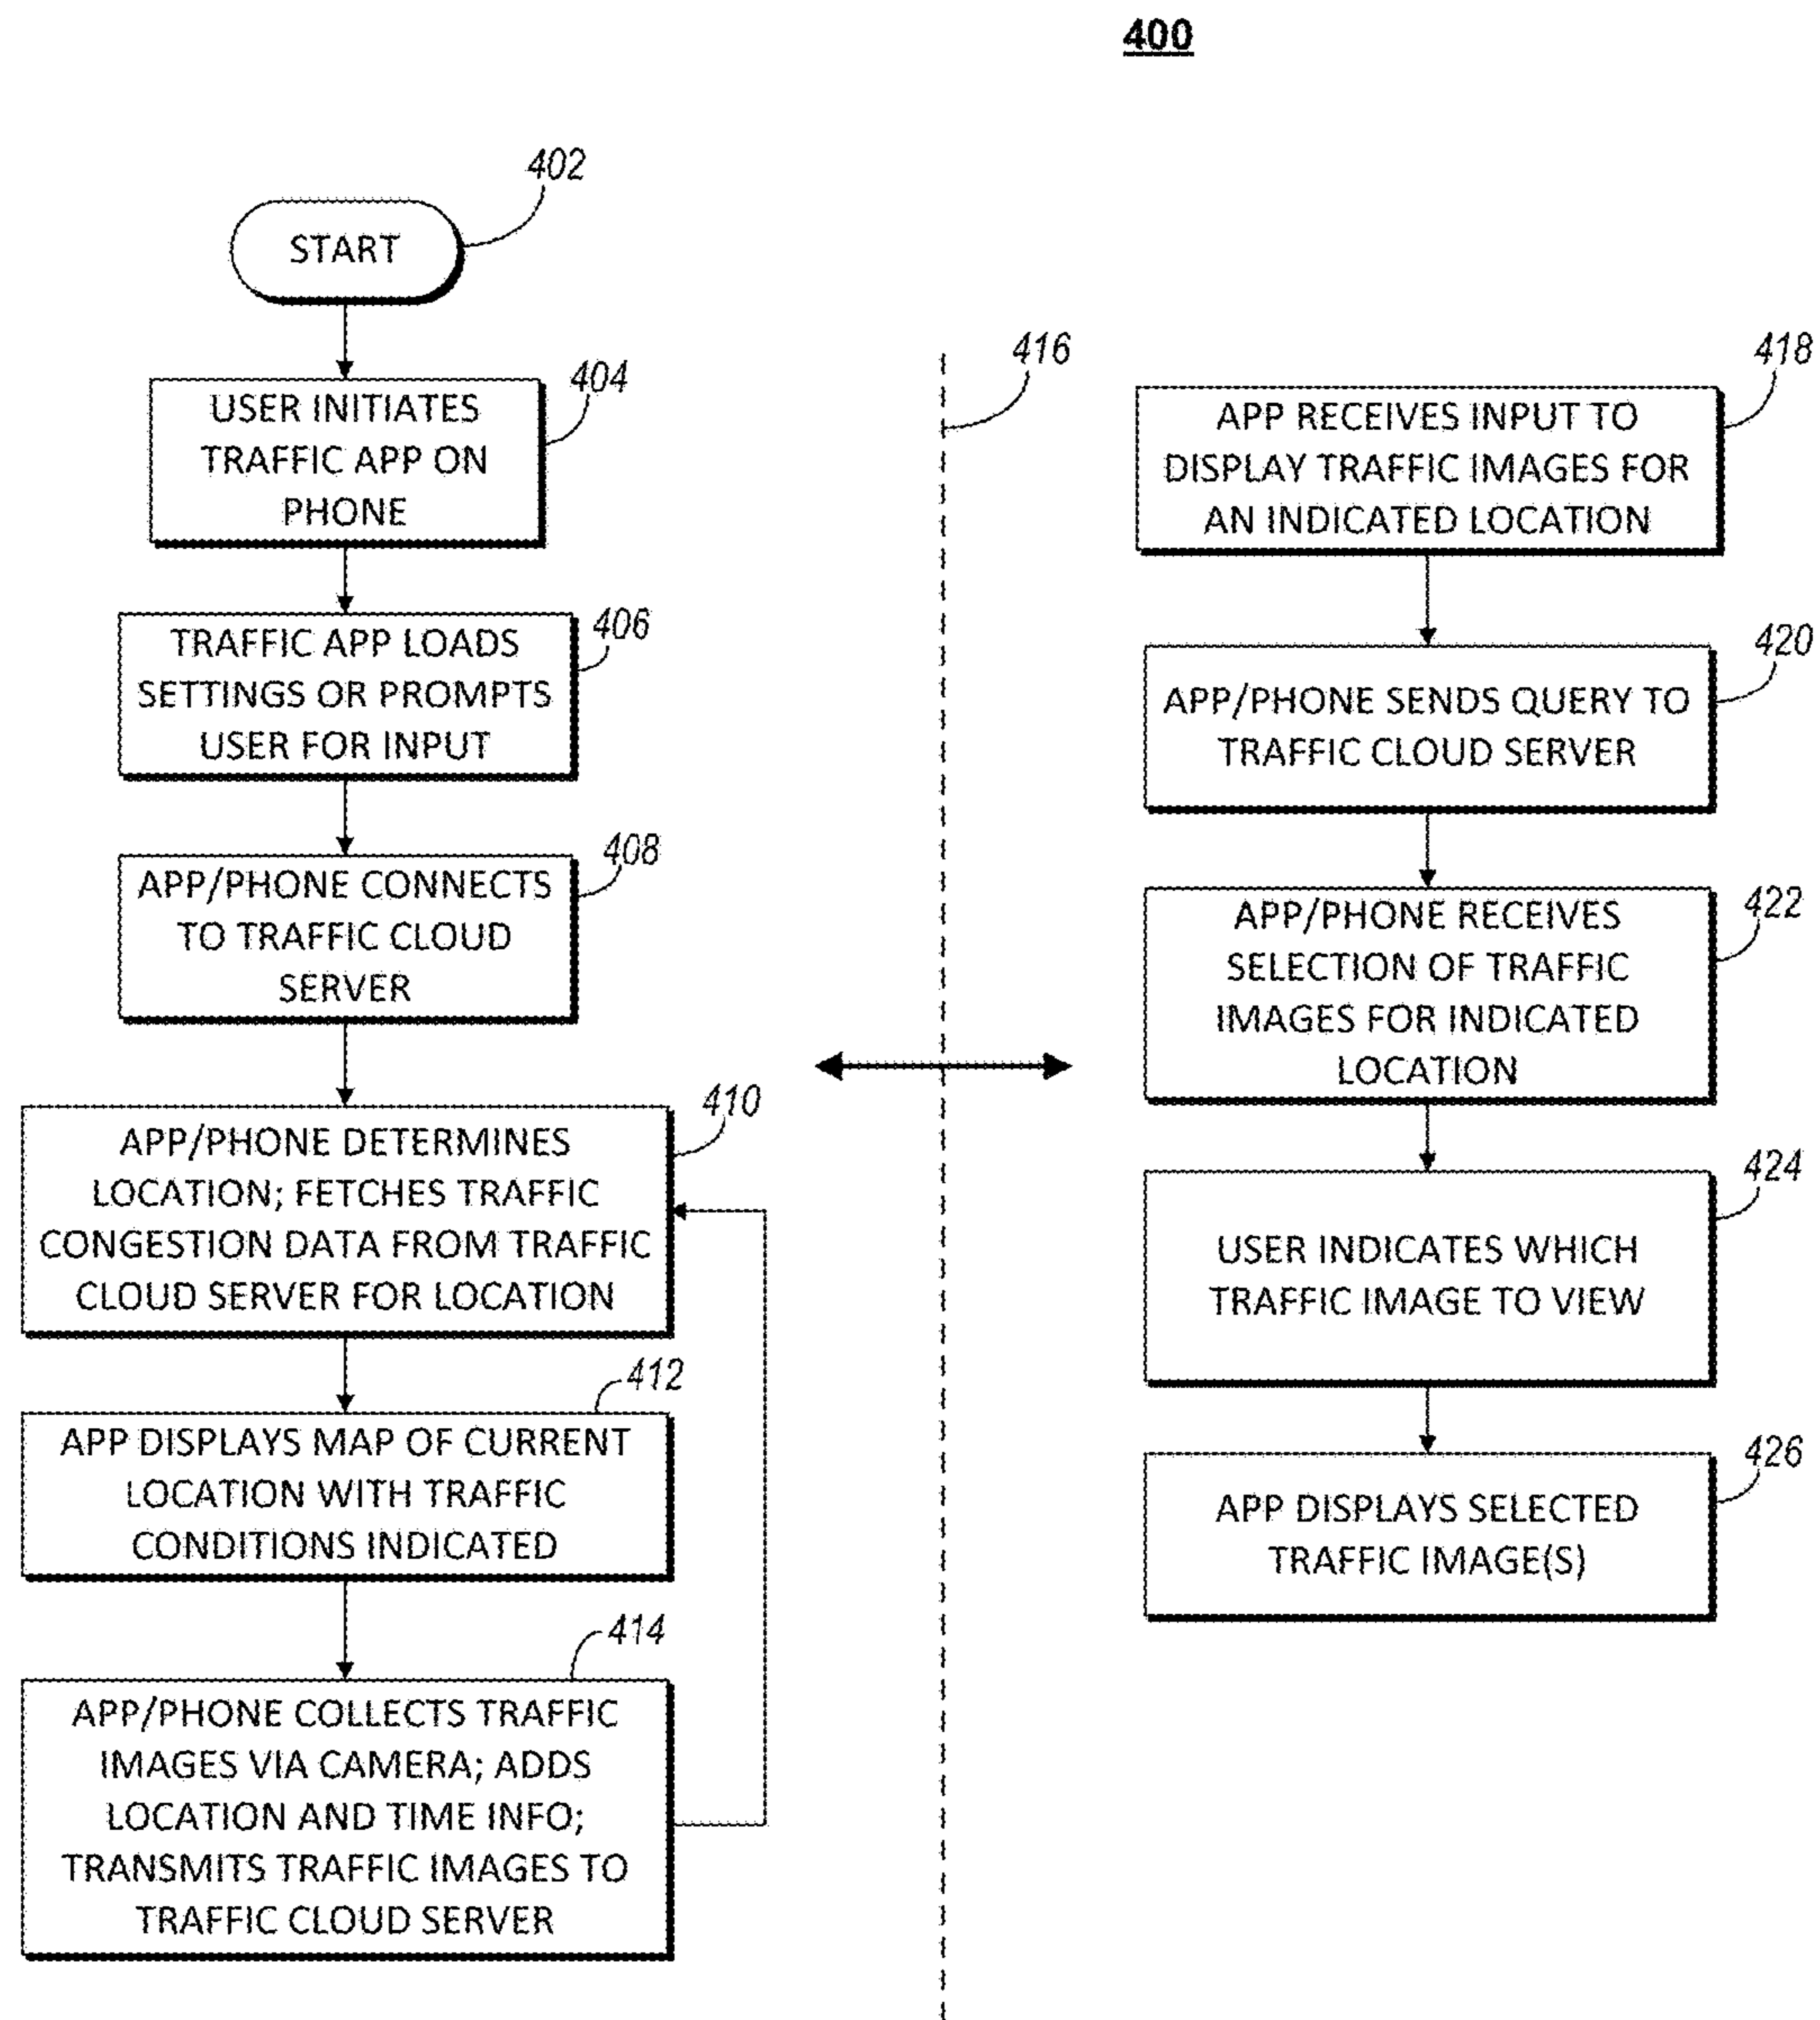 400
402
START
404
USER INITIATES
TRAFFIC APP ON
PHONE
406
TRAFFIC APP LOADS
SETTINGS OR PROMPTS
USER FOR INPUT
408
APP/PHONE CONNECTS
TO TRAFFIC CLOUD
SERVER
410
APP/PHONE DETERMINES
LOCATION; FETCHES TRAFFIC
CONGESTION DATA FROM TRAFFIC
CLOUD SERVER FOR LOCATION
412
APP DISPLAYS MAP OF CURRENT
LOCATION WITH TRAFFIC
CONDITIONS INDICATED
414
APP/PHONE COLLECTS TRAFFIC
IMAGES VIA CAMERA; ADDS
LOCATION AND TIME INFO;
TRANSMITS TRAFFIC IMAGES TO
TRAFFIC CLOUD SERVER
416
418
APP RECEIVES INPUT TO
DISPLAY TRAFFIC IMAGES FOR
AN INDICATED LOCATION
420
APP/PHONE SENDS QUERY TO
TRAFFIC CLOUD SERVER
422
APP/PHONE RECEIVES
SELECTION OF TRAFFIC
IMAGES FOR INDICATED
LOCATION
424
USER INDICATES WHICH
TRAFFIC IMAGE TO VIEW
426
APP DISPLAYS SELECTED
TRAFFIC IMAGE(S)